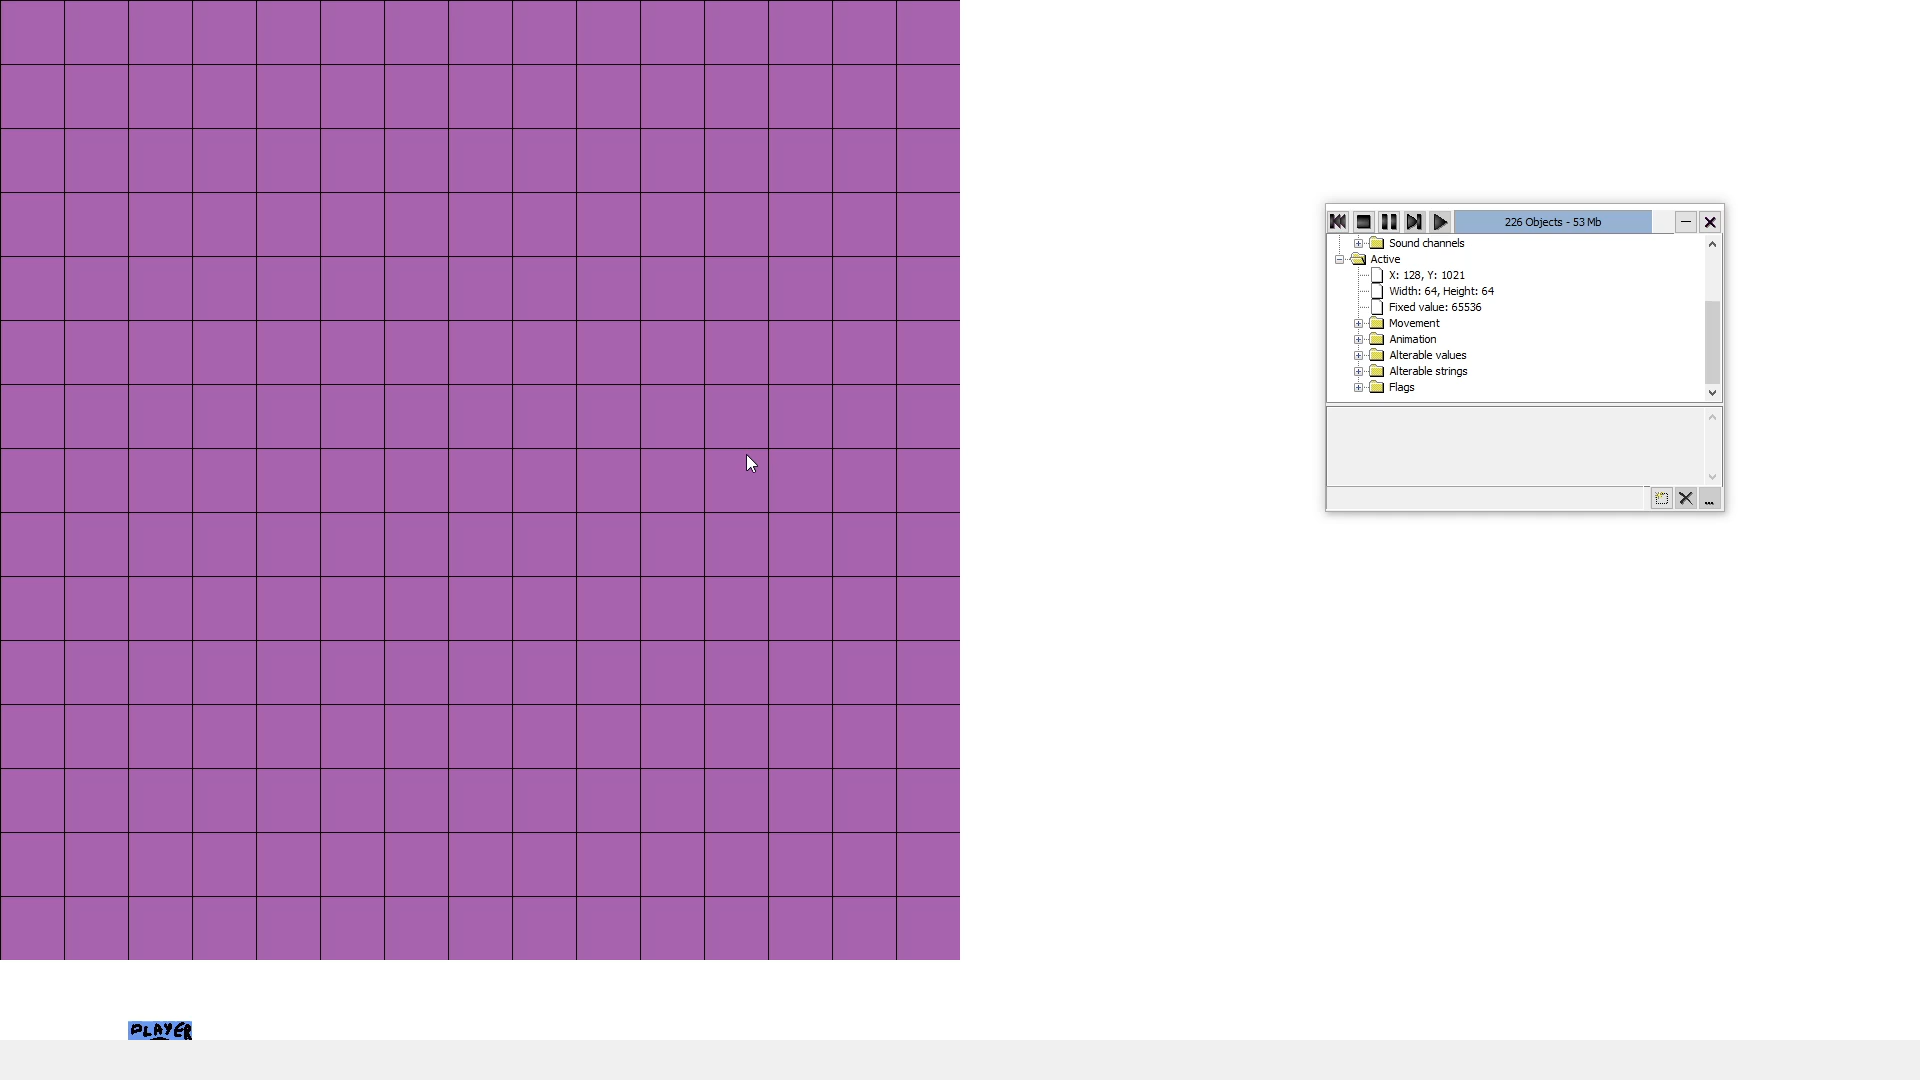 226 Objects - 53 Mb
Sound channels
Active
X: 128, Y: 1021
Width: 64, Height: 64
Fixed value: 65536
Movement
Animation
Alterable values
Alterable strings
Flags
...
PLAYER